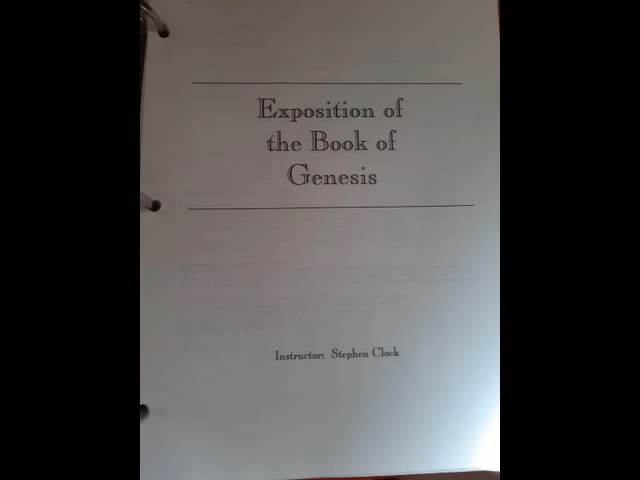 Exposition of
the Book of
Genesis
Instructor: Stephen Clock